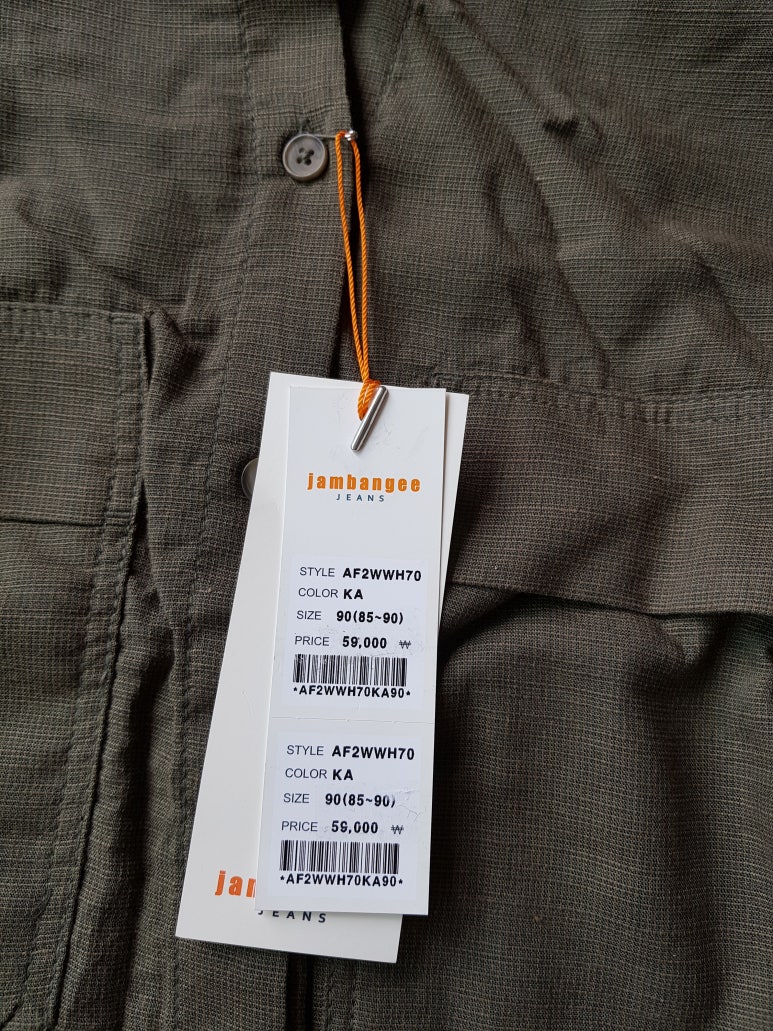 jambangee
JEANS
STYLE AF2WWH70
COLOR KA
SIZE 90(85~90)
PRICE 59,000 ₩
*AF2WWH70KA90*
STYLE AF2WWH70
COLOR KA
SIZE 90(85~90)
PRICE 59,000 ₩
*AF2WWH70KA90*
jam
JEANS